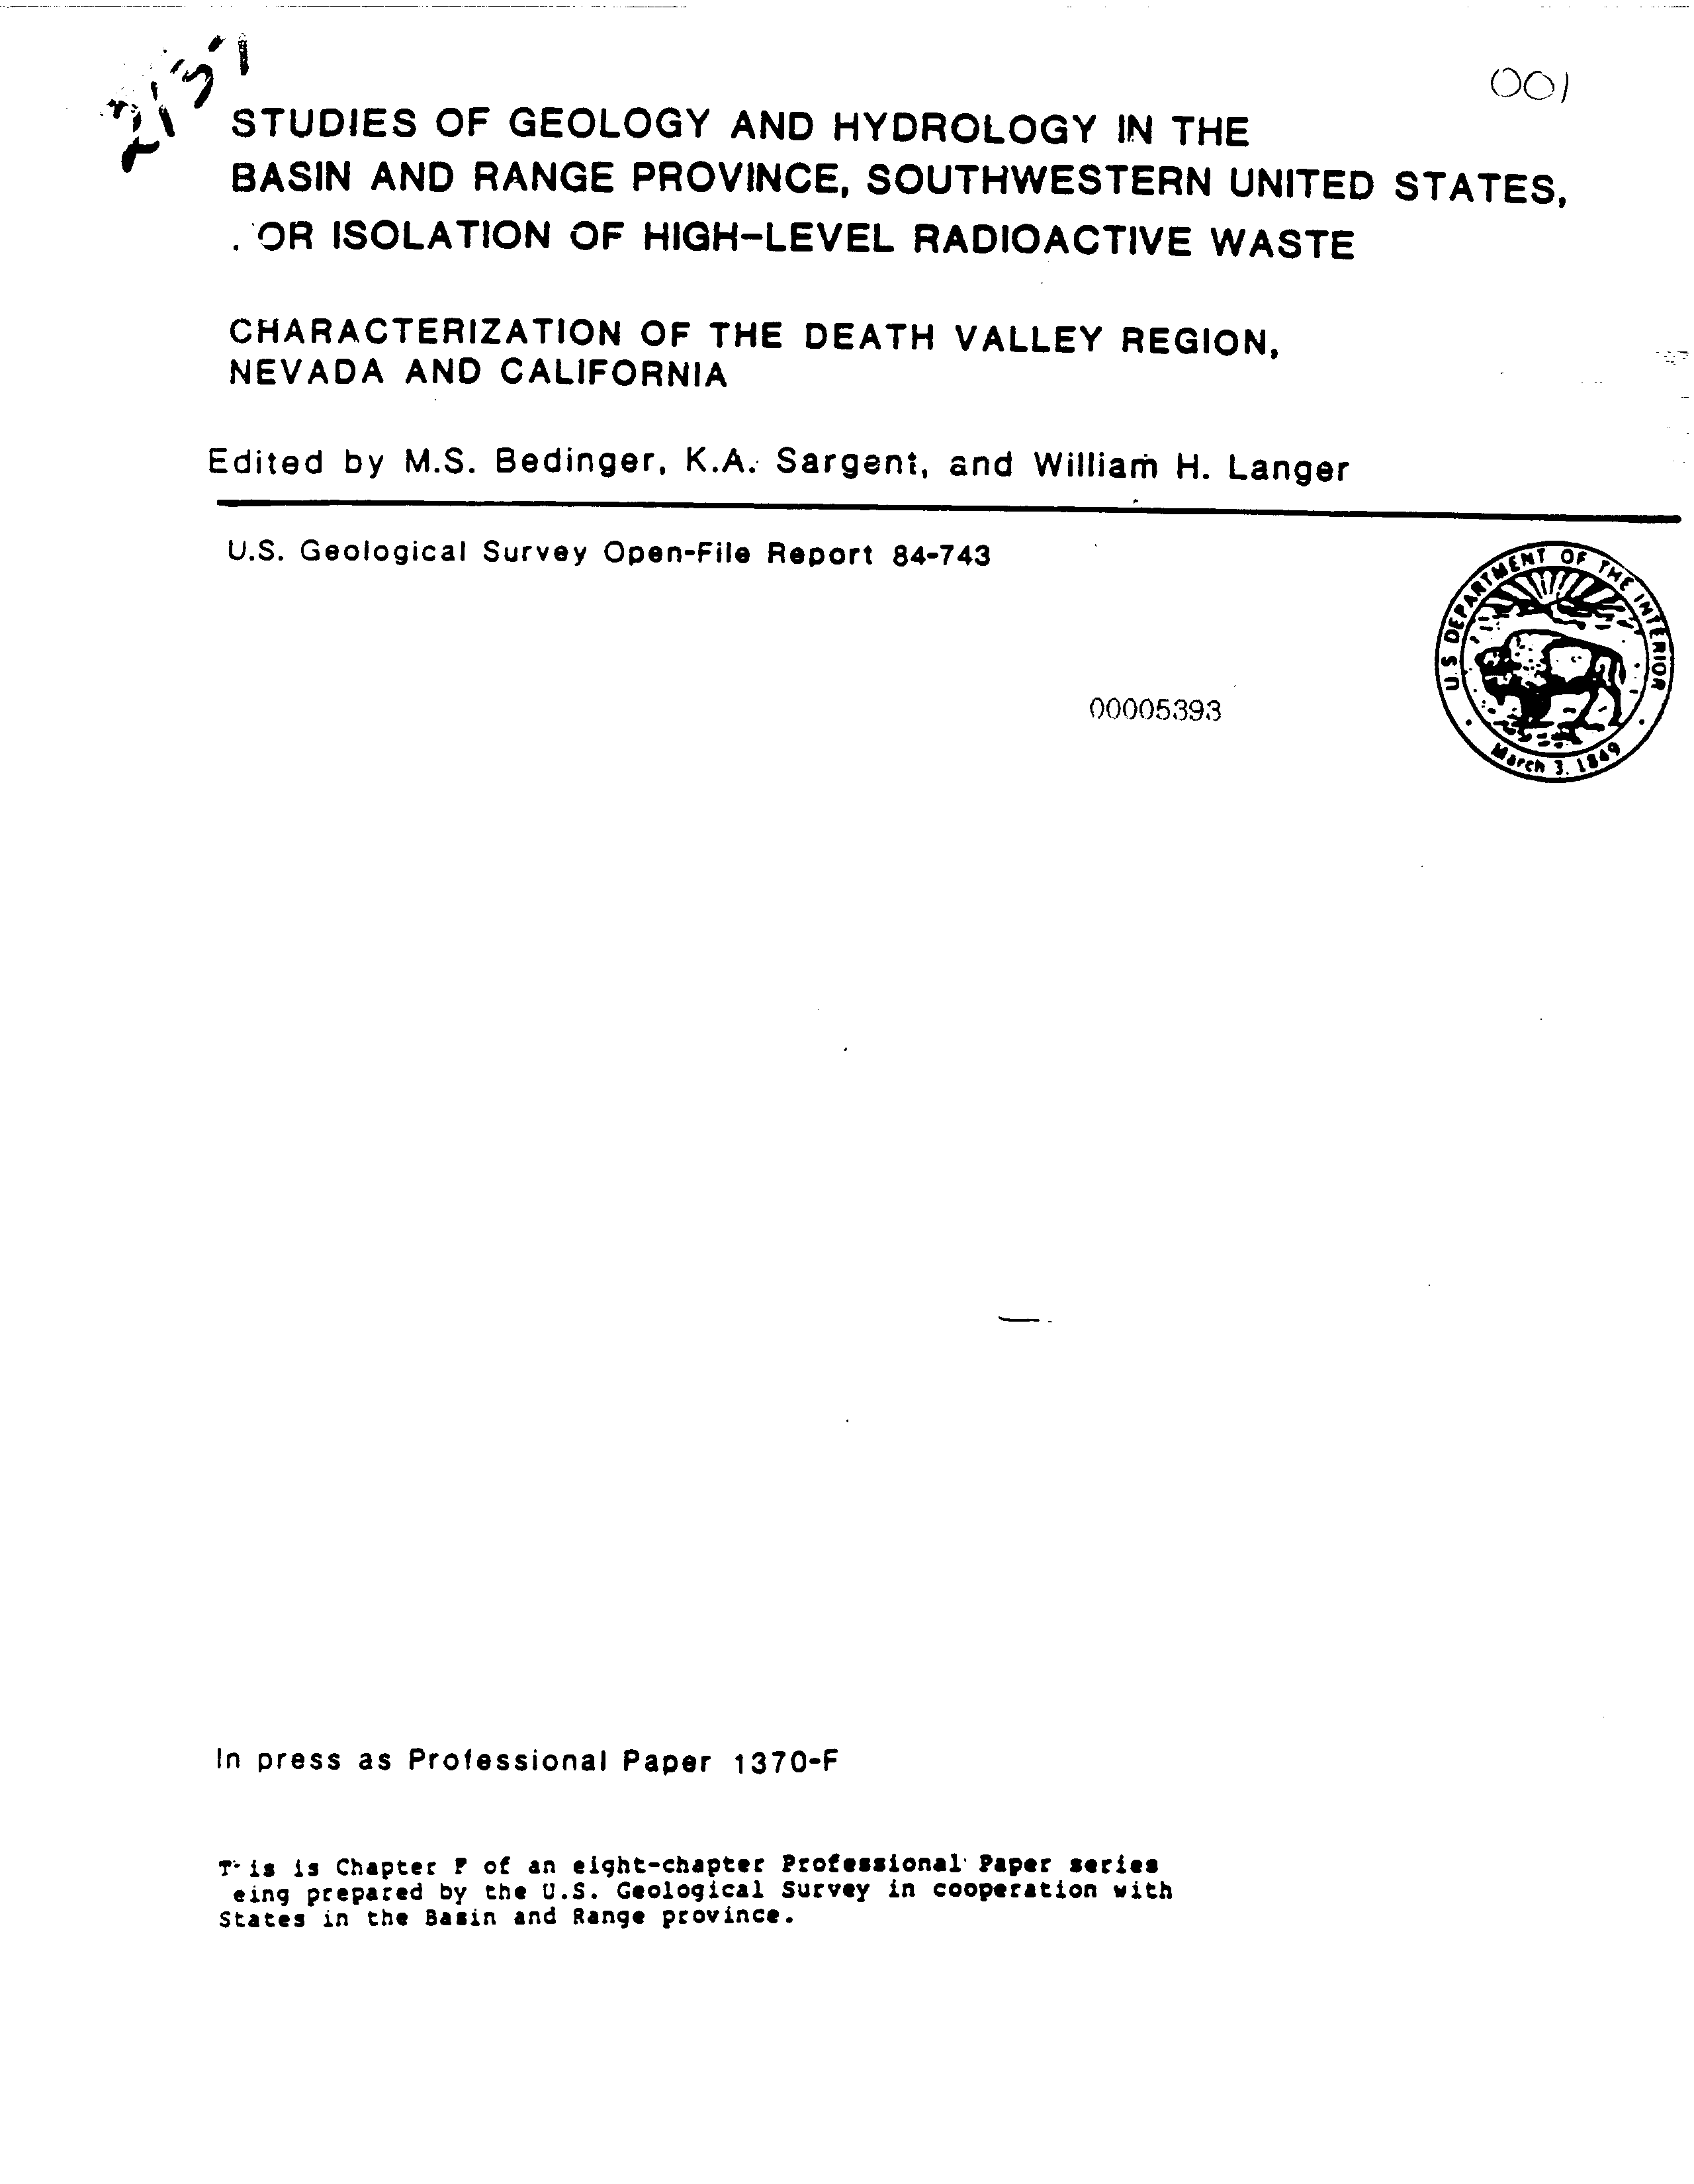 001
STUDIES OF GEOLOGY AND HYDROLOGY IN THE
BASIN AND RANGE PROVINCE, SOUTHWESTERN UNITED STATES,
OR ISOLATION OF HIGH-LEVEL RADIOACTIVE WASTE
CHARACTERIZATION OF THE DEATH VALLEY REGION,
NEVADA AND CALIFORNIA
Edited by M.S. Bedinger, K.A. Sargent, and William H. Langer
U.S. Geological Survey Open-File Report 84-743
U.S DEPARTMENT OF THE INTERIOR
March 3, 1849
00005393
In press as Professional Paper 1370-F
is is Chapter F of an eight-chapter Professional Paper series
eing prepared by the U.S. Geological Survey in cooperation with
States in the Basin and Range province.